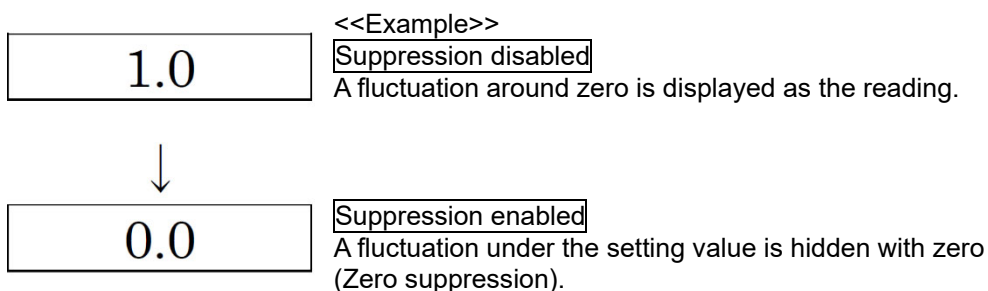 <<Example>>
Suppression disabled
1.0
A fluctuation around zero is displayed as the reading.
↓
Suppression enabled
0.0
A fluctuation under the setting value is hidden with zero
(Zero suppression).